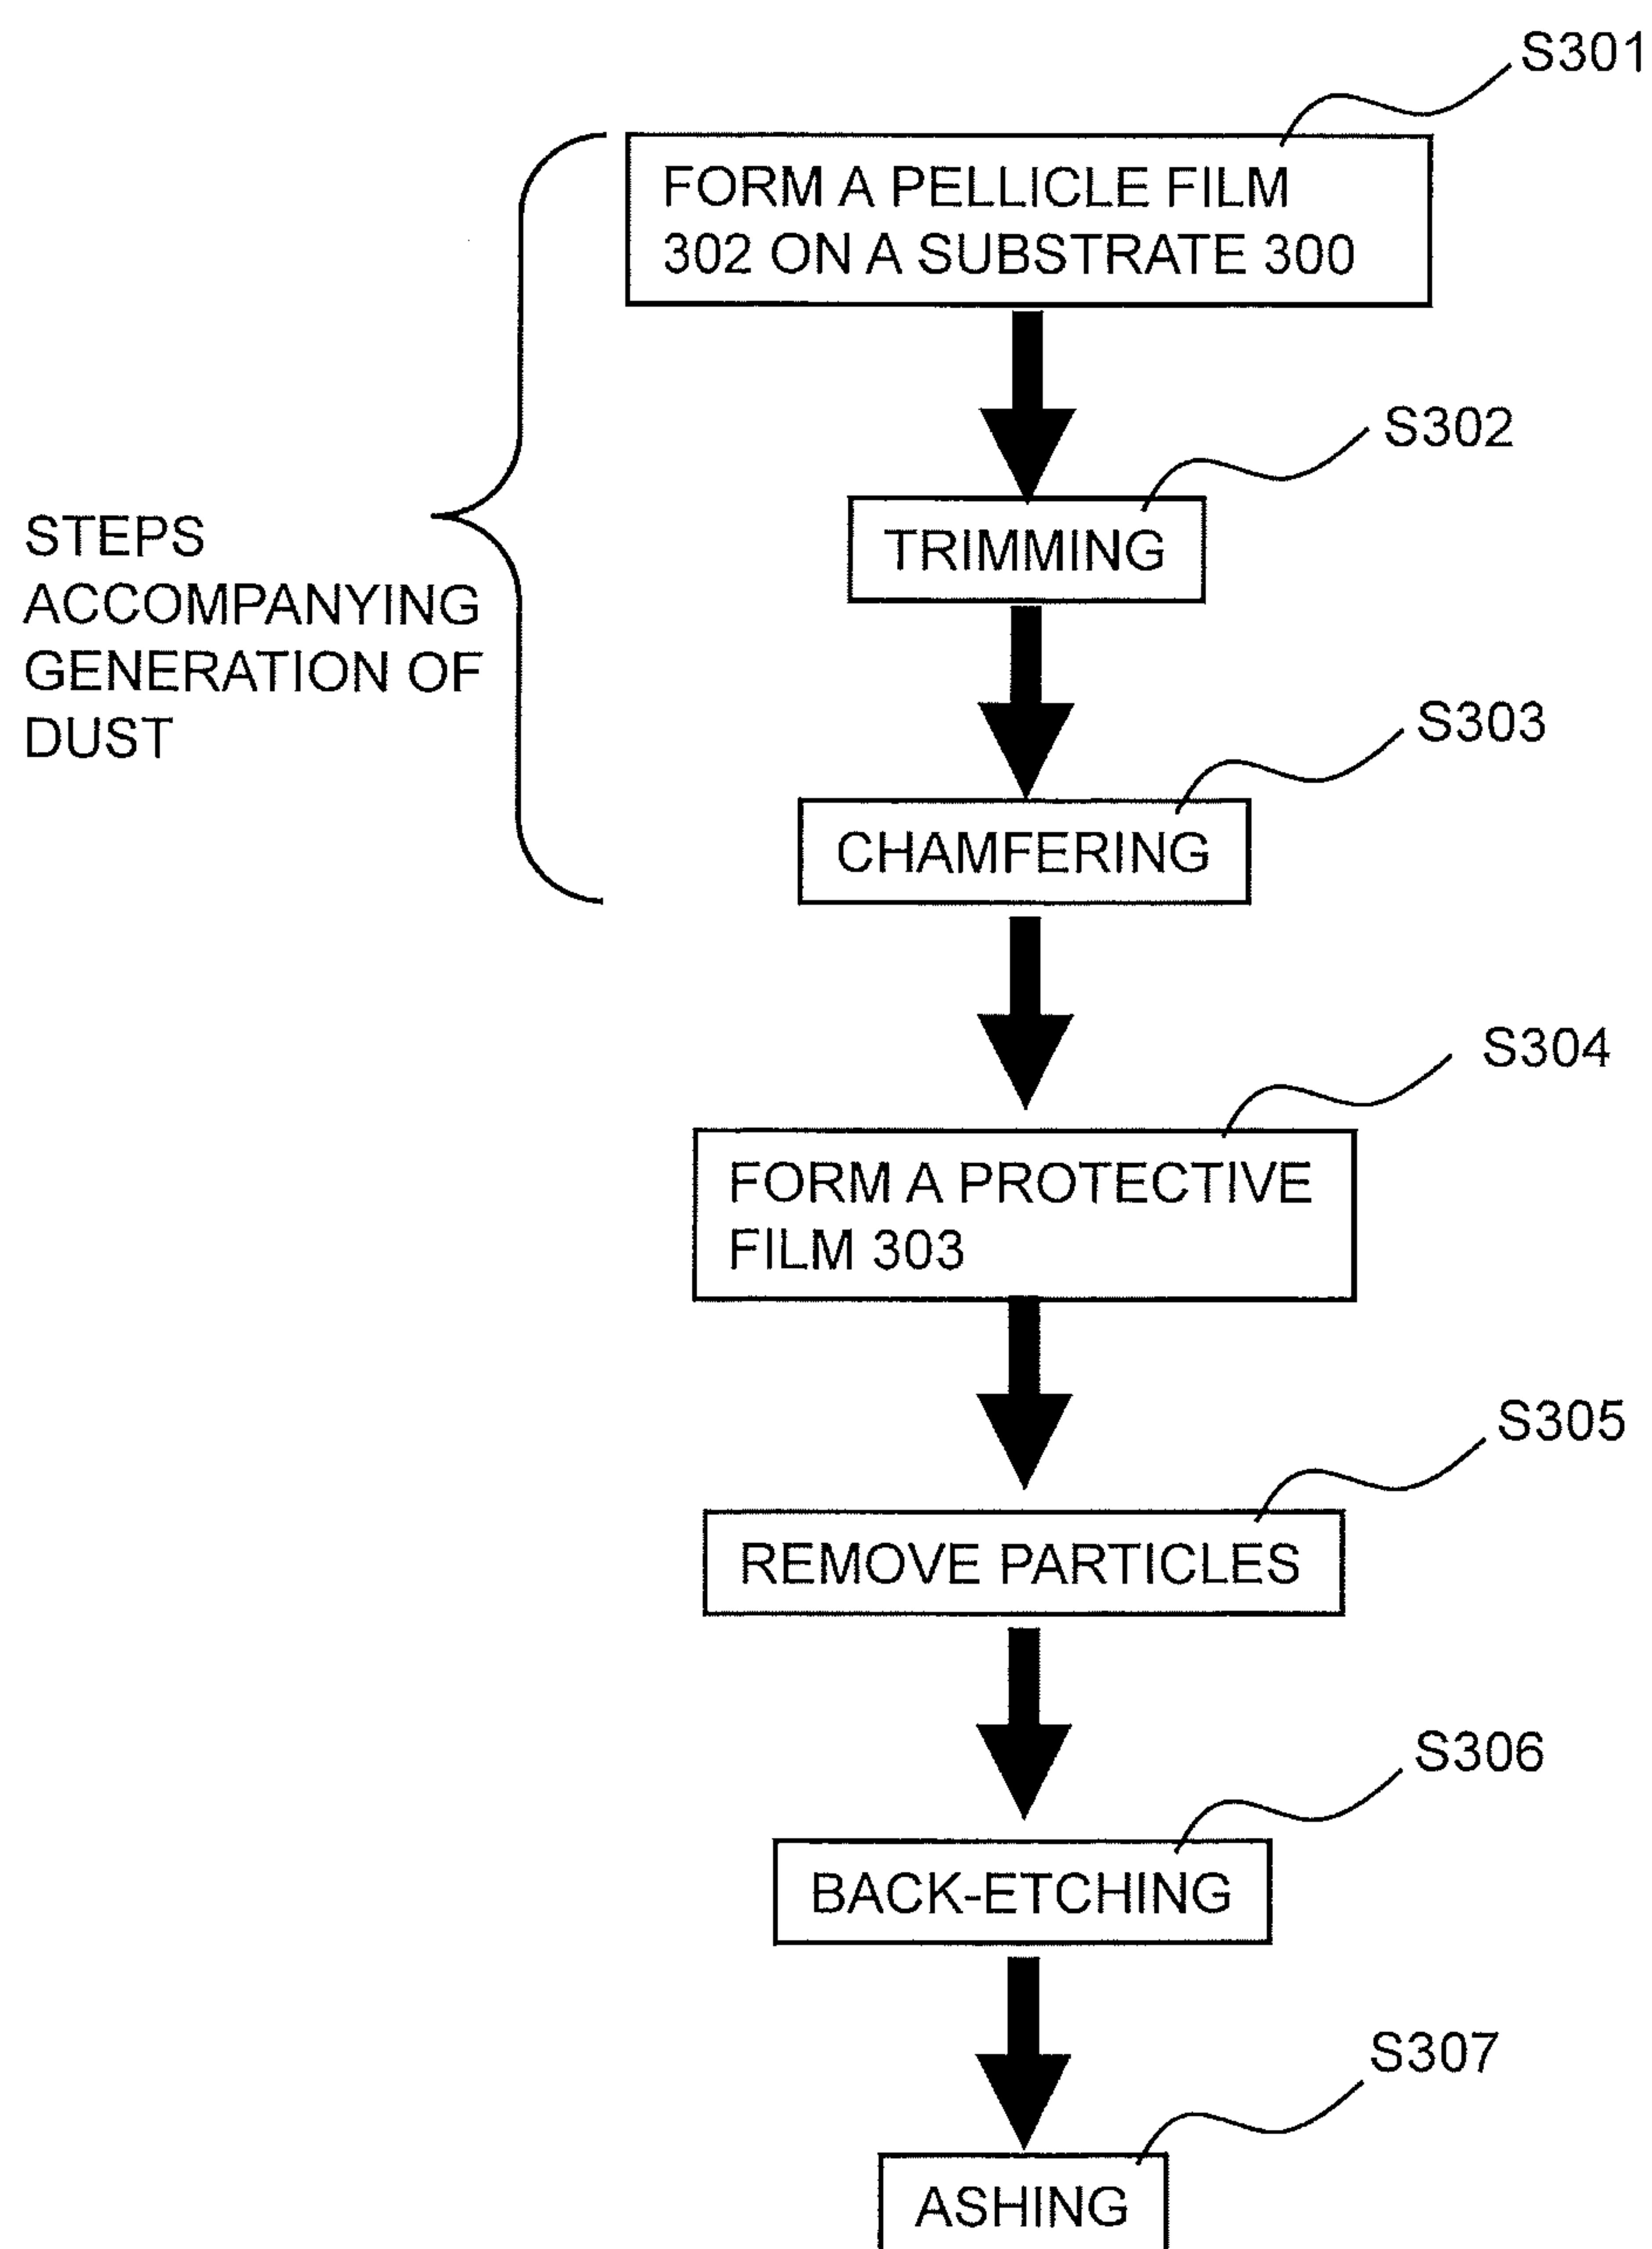 S301
FORM A PELLICLE FILM
302 ON A SUBSTRATE 300
S302
TRIMMING
STEPS
ACCOMPANYING
GENERATION OF
DUST
S303
CHAMFERING
S304
FORM A PROTECTIVE
FILM 303
S305
REMOVE PARTICLES
S306
BACK-ETCHING
S307
ASHING